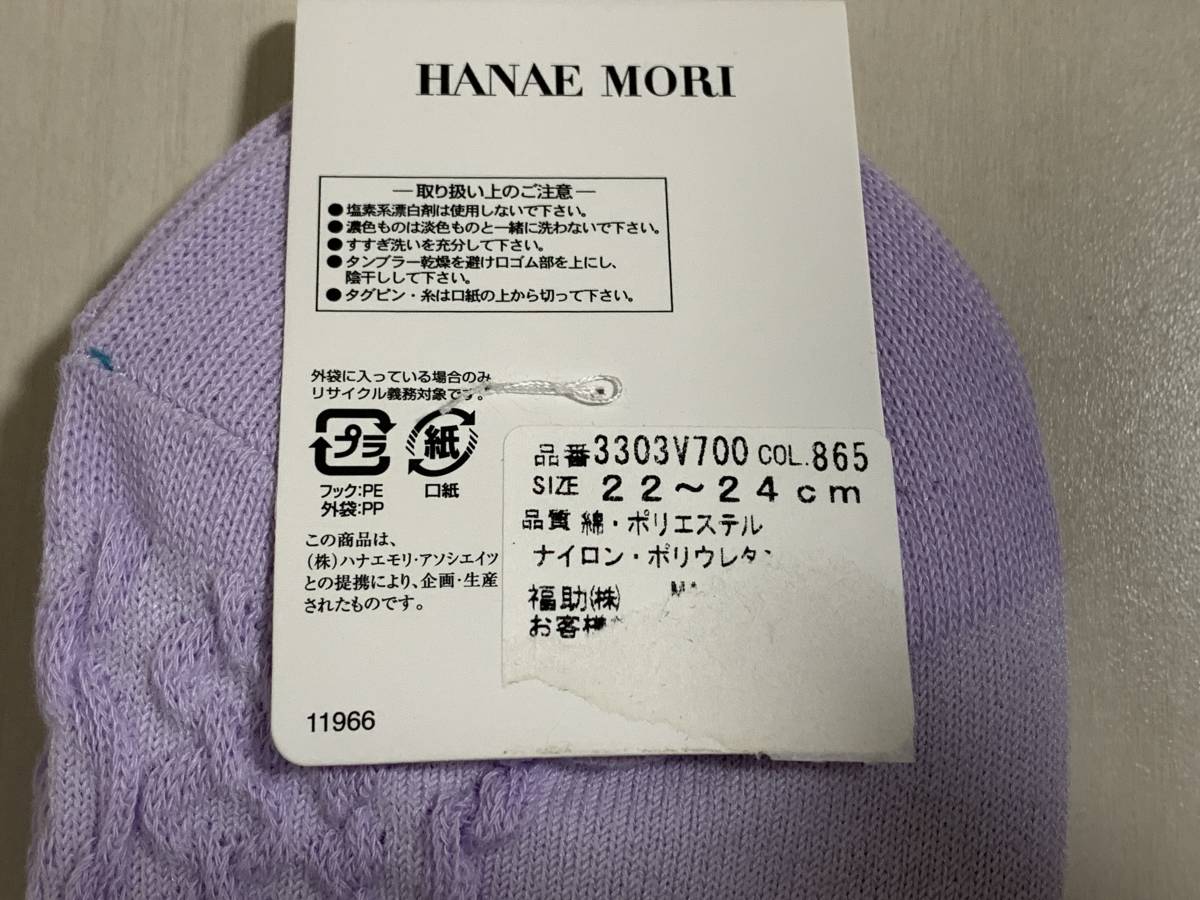 HANAE MORI
―取り扱い上のご注意―
●塩素系漂白剤は使用しないで下さい。
●濃色ものは淡色ものと一緒に洗わないで下さい。
●すすぎ洗いを充分して下さい。
●タンブラー乾燥を避け口ゴム部を上にし、
陰干しして下さい。
●タグピン・糸は口紙の上から切って下さい。
外袋に入っている場合のみ
リサイクル義務対象です。
プラ 紙
フック:PE 口紙
外袋:PP
この商品は、
(株)ハナエモリ・アソシエイツ
との提携により、企画・生産
されたものです。
11966
品番3303V700 COL.865
SIZE 22～24cm
品質 綿・ポリエステル
ナイロン・ポリウレタ
福助(株)
お客様